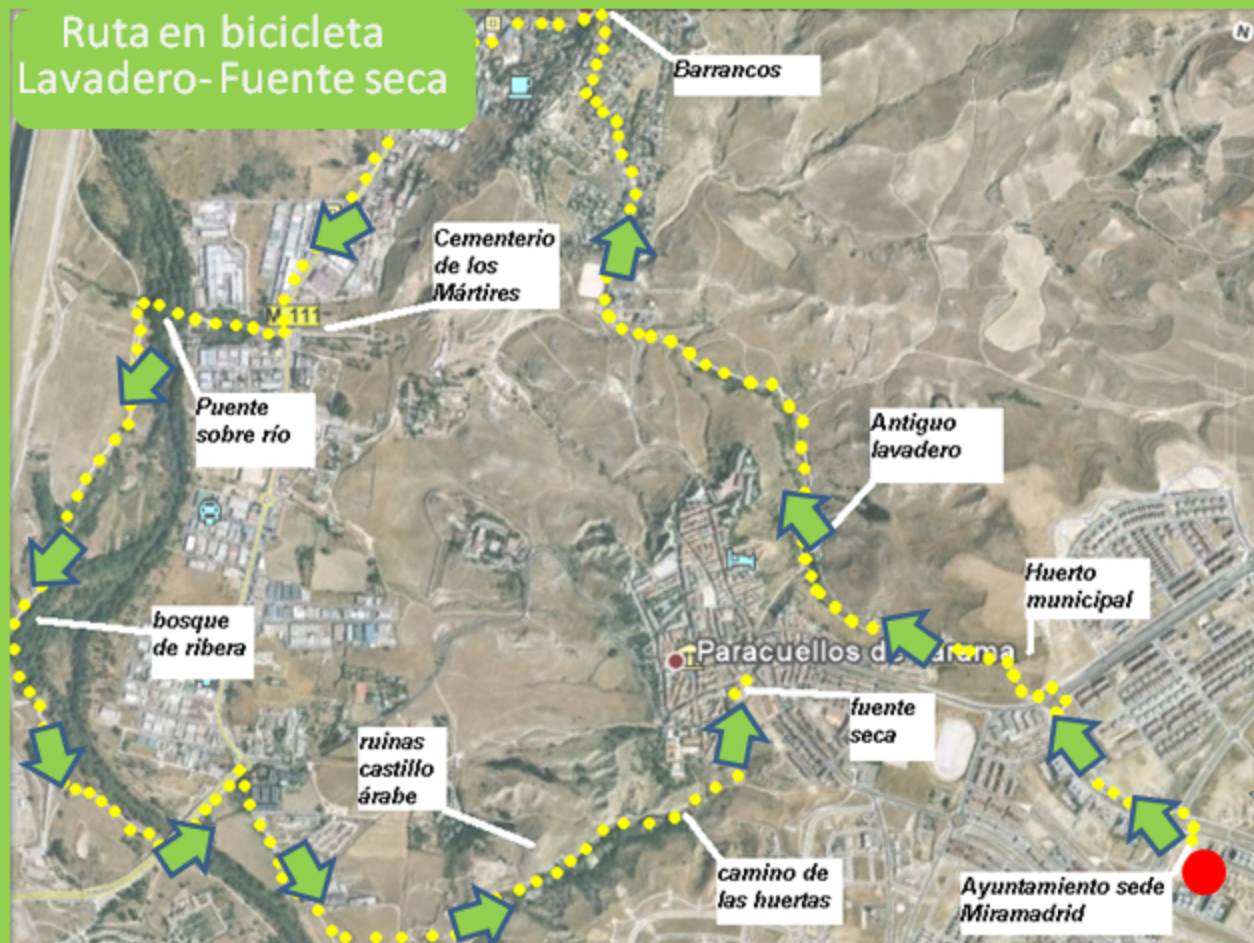 Ruta en bicicleta
Lavadero-Fuente seca
N
Barrancos
Cementerio
de los
Mártires
M 111
Puente
sobre río
Antiguo
lavadero
Huerto
municipal
bosque
de ribera
Paracuellos de Jarama
fuente
seca
ruinas
castillo
árabe
camino de
las huertas
Ayuntamiento sede
Miramadrid